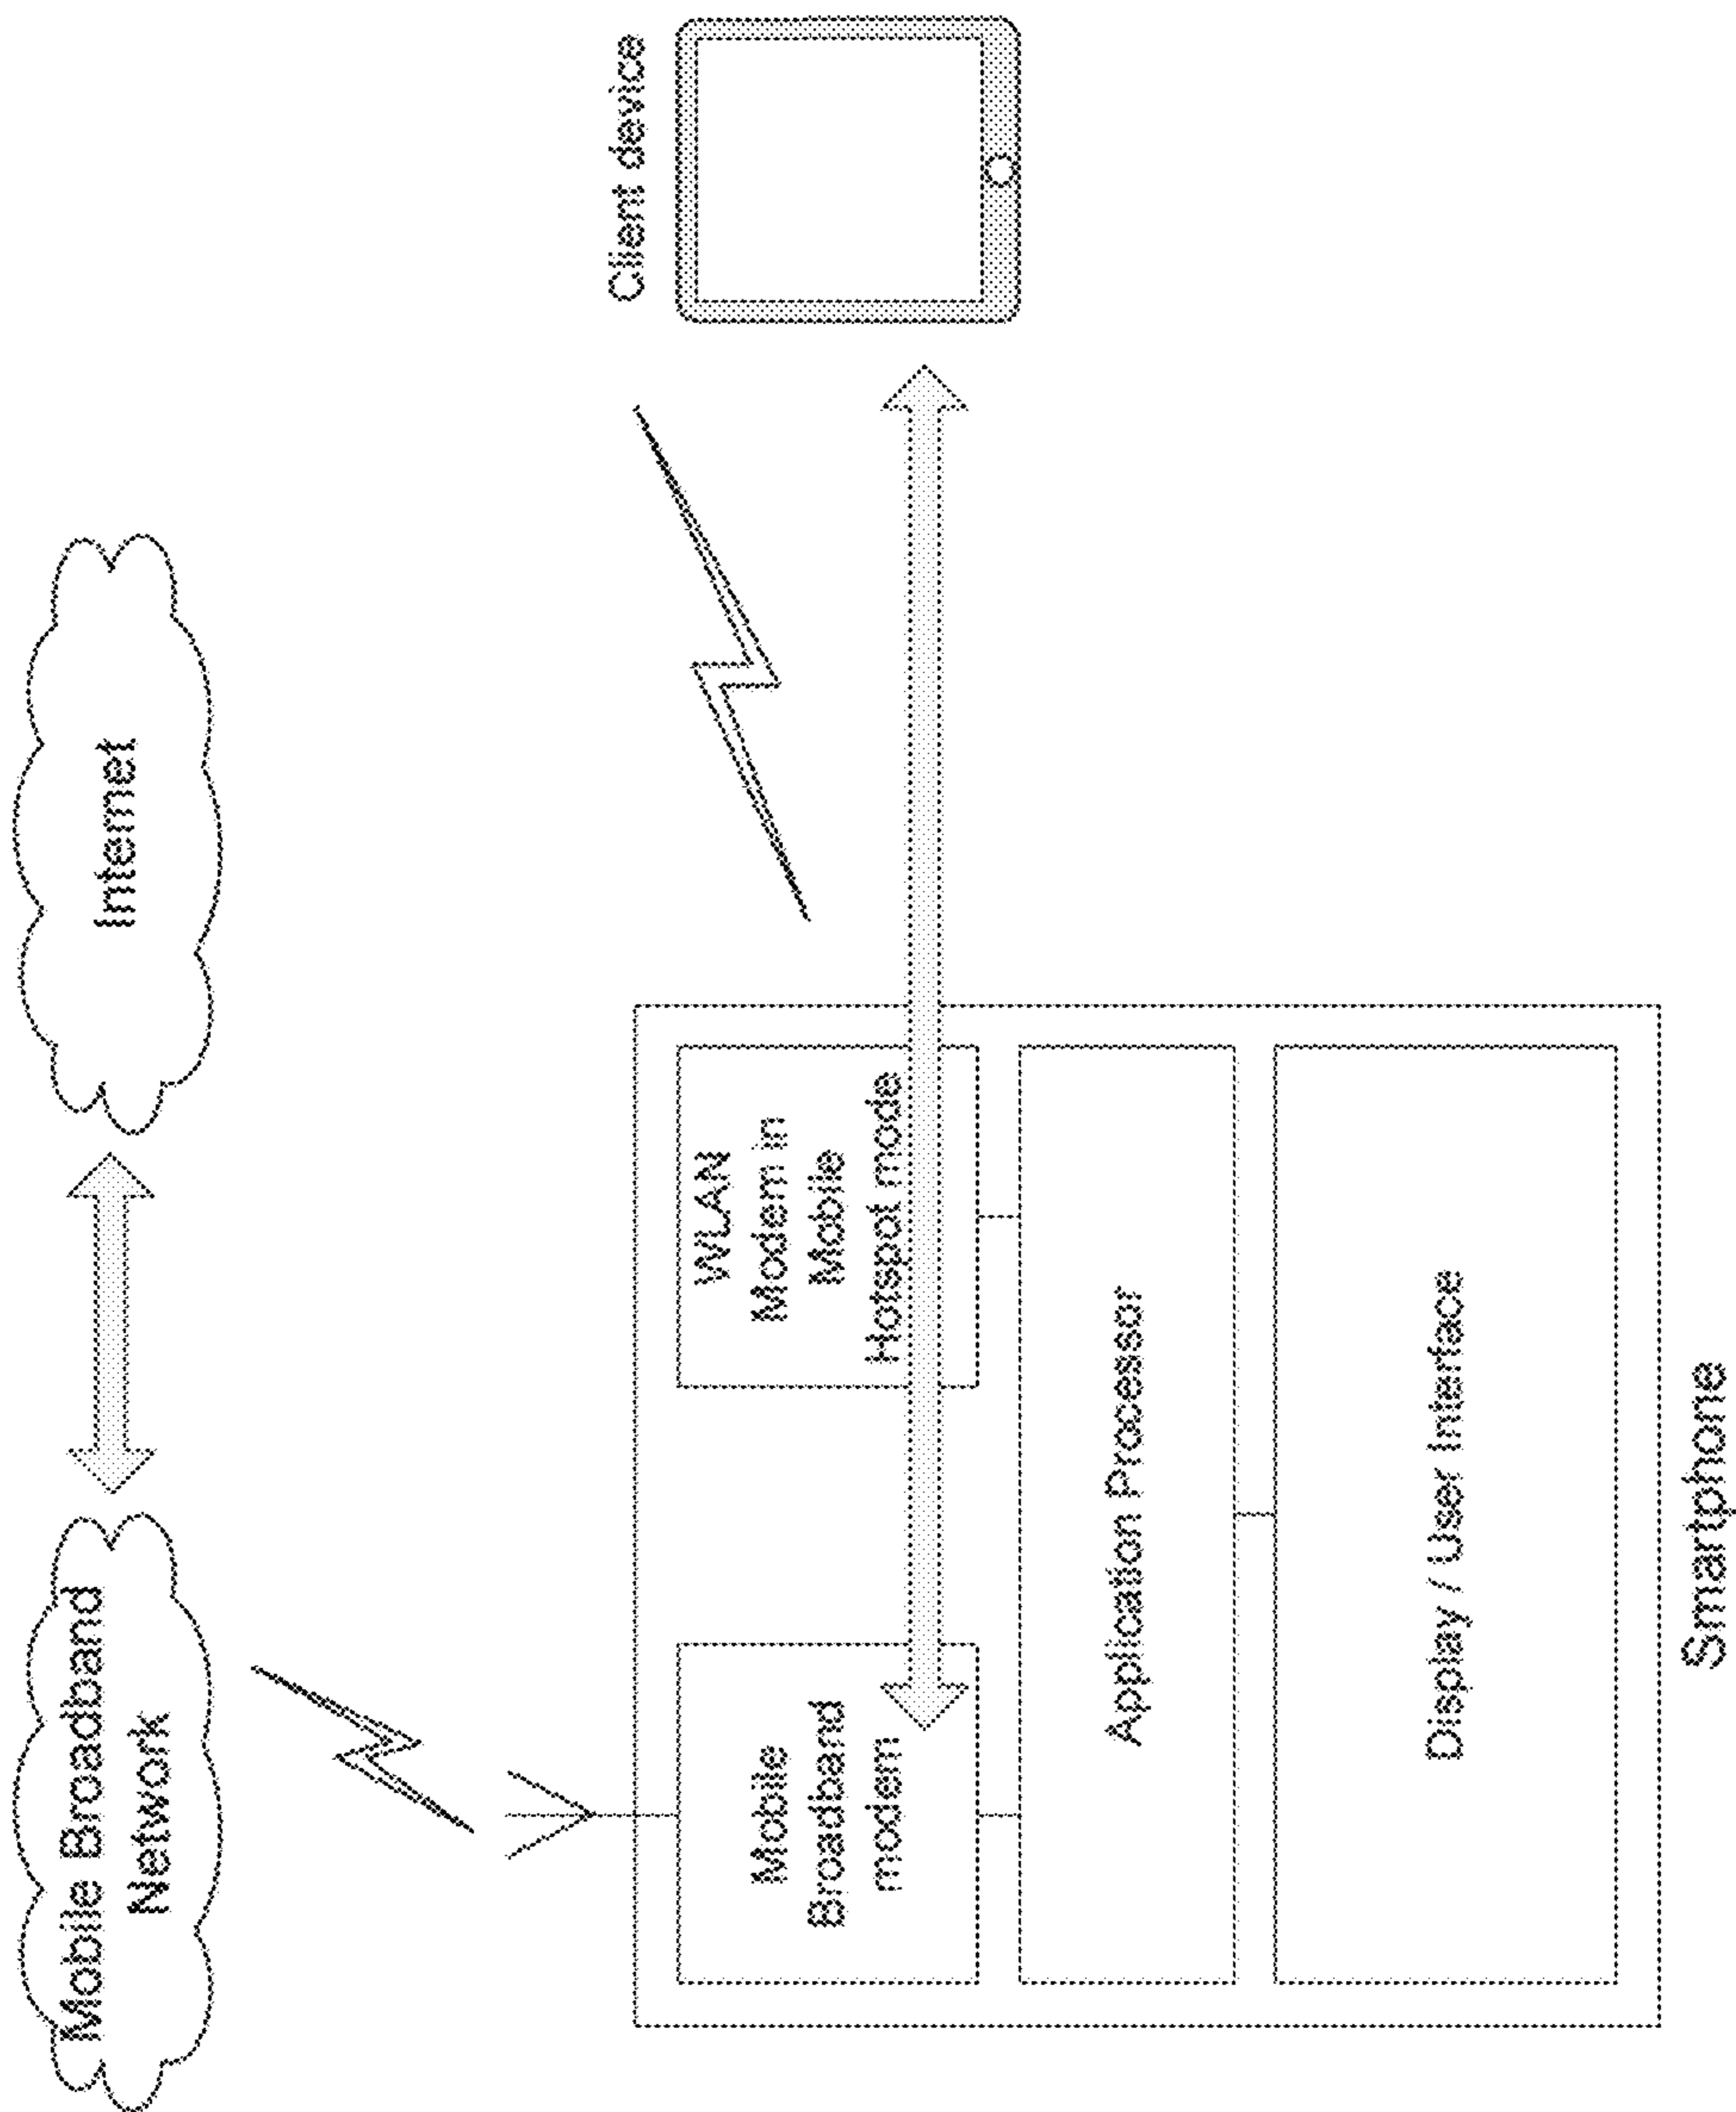 Mobile Broadband
Network
Internet
Client device
Mobile
Broadband
modem
WLAN
Modem in
Mobile
Hotspot mode
Application Processor
Display / User Interface
Smartphone